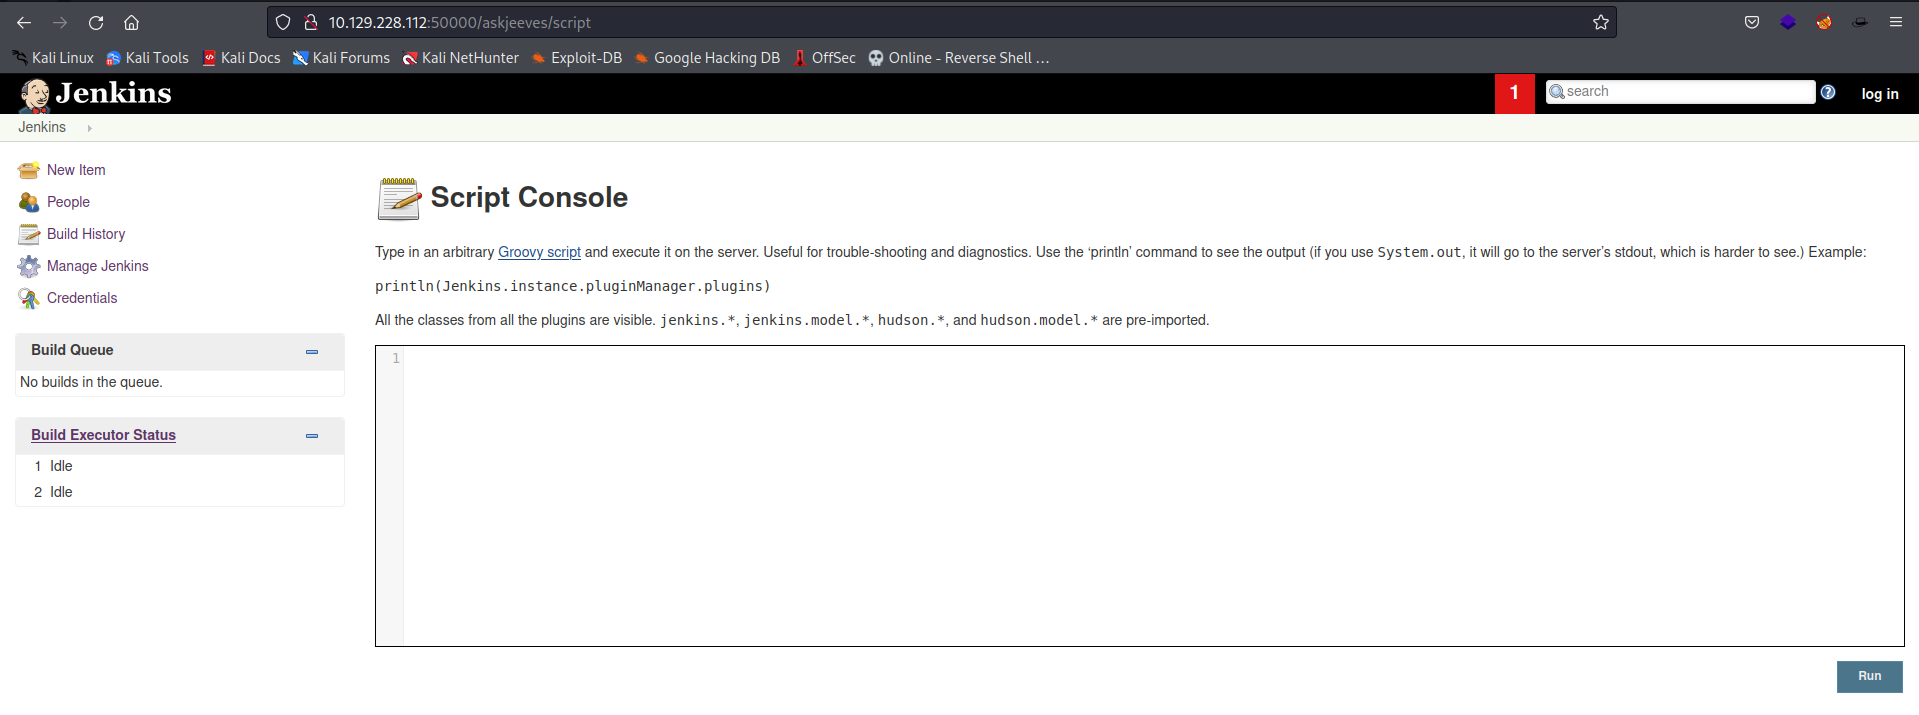 10.129.228.112:50000/askjeeves/script
Kali Linux Kali Tools Kali Docs Kali Forums Kali NetHunter Exploit-DB Google Hacking DB OffSec Online - Reverse Shell …
Jenkins 1 search log in
Jenkins
New Item
People
Build History
Manage Jenkins
Credentials
Build Queue
No builds in the queue.
Build Executor Status
1 Idle
2 Idle
Script Console
Type in an arbitrary Groovy script and execute it on the server. Useful for trouble-shooting and diagnostics. Use the ‘println’ command to see the output (if you use System.out, it will go to the server’s stdout, which is harder to see.) Example:
println(Jenkins.instance.pluginManager.plugins)
All the classes from all the plugins are visible. jenkins.*, jenkins.model.*, hudson.*, and hudson.model.* are pre-imported.
1
Run